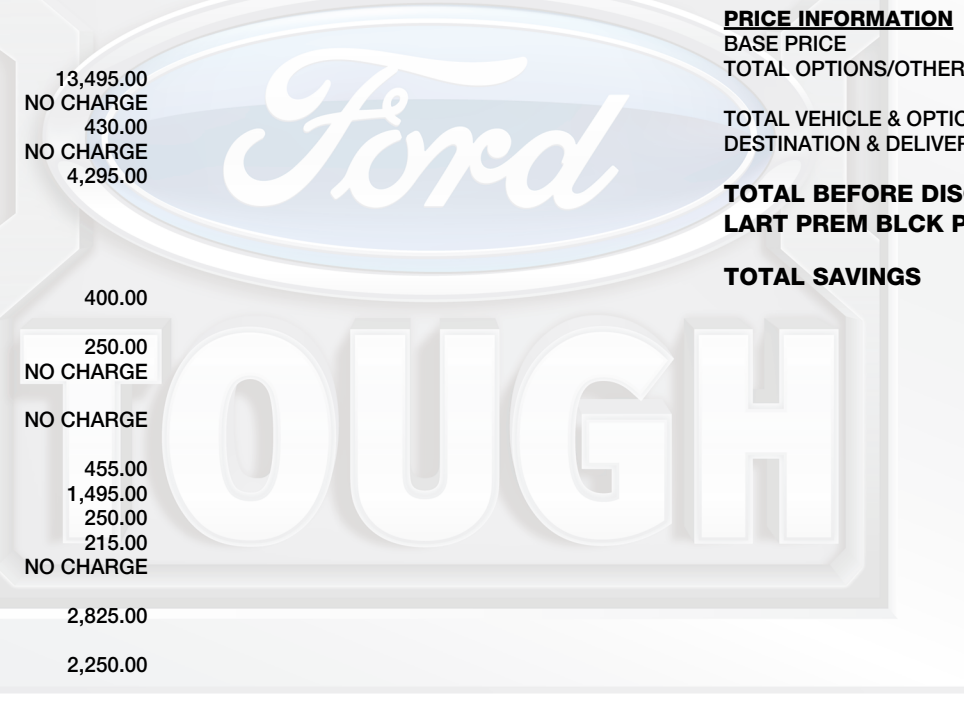 13,495.00
NO CHARGE
430.00
NO CHARGE
4,295.00
400.00
250.00
NO CHARGE
NO CHARGE
455.00
1,495.00
250.00
215.00
NO CHARGE
2,825.00
2,250.00
PRICE INFORMATION
BASE PRICE
TOTAL OPTIONS/OTHER
TOTAL VEHICLE & OPTIO
DESTINATION & DELIVER
TOTAL BEFORE DIS
LART PREM BLCK P
TOTAL SAVINGS
Ford
TOUGH